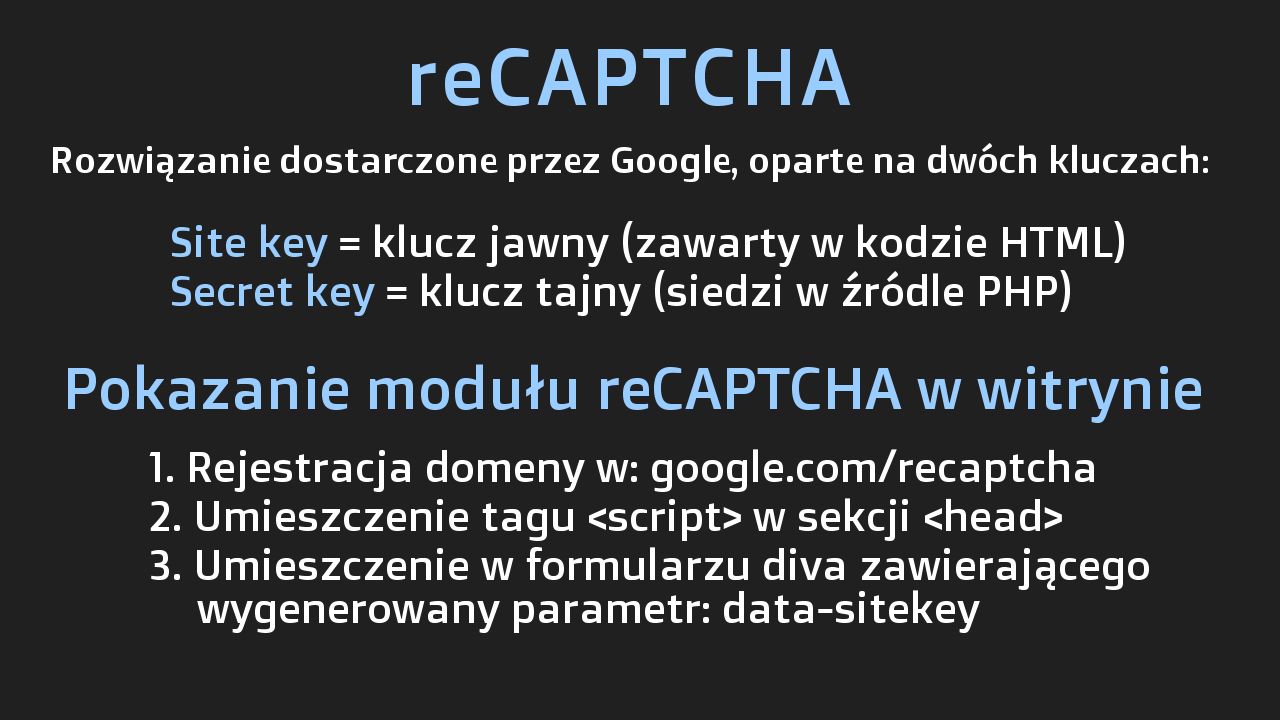 reCAPTCHA
Rozwiązanie dostarczone przez Google, oparte na dwóch kluczach:
Site key = klucz jawny (zawarty w kodzie HTML)
Secret key = klucz tajny (siedzi w źródle PHP)
Pokazanie modułu reCAPTCHA w witrynie
1. Rejestracja domeny w: google.com/recaptcha
2. Umieszczenie tagu <script> w sekcji <head>
3. Umieszczenie w formularzu diva zawierającego
wygenerowany parametr: data-sitekey